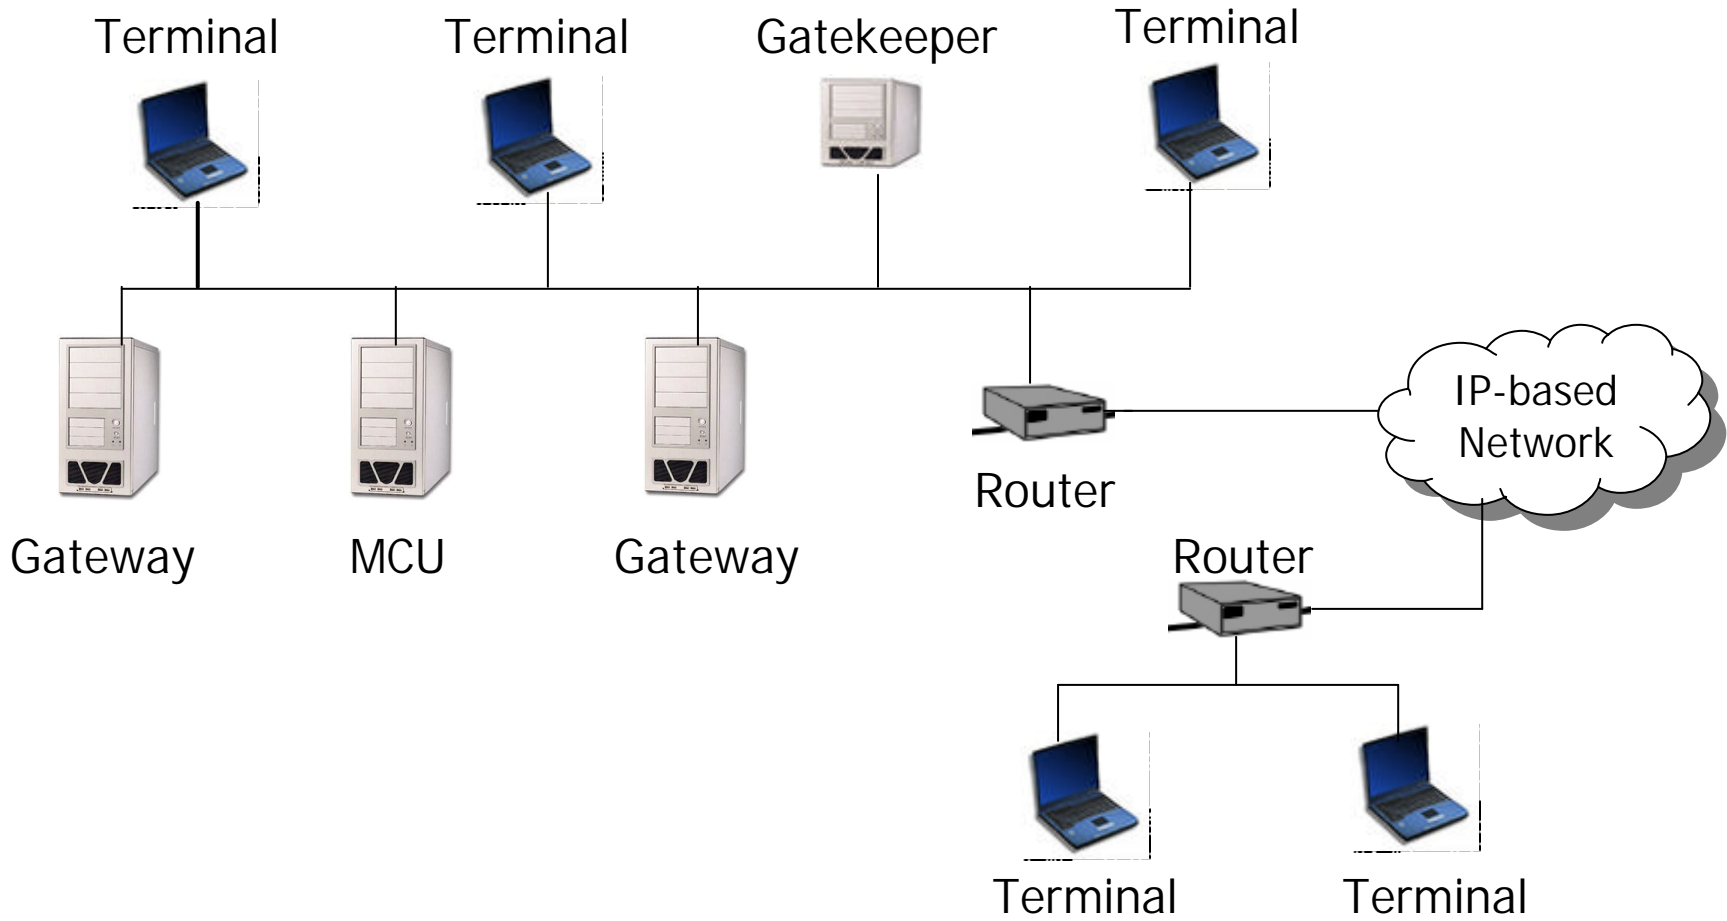 Terminal
Terminal
Gatekeeper
Terminal
IP-based
Network
Router
Gateway
MCU
Gateway
Router
Terminal
Terminal